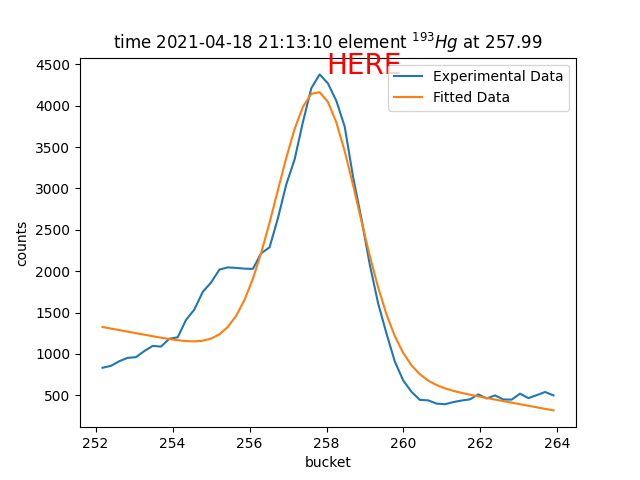 time 2021-04-18 21:13:10 element ¹⁹³Hg at 257.99
HERE
Experimental Data
Fitted Data
4500
4000
3500
3000
2500
2000
1500
1000
500
counts
252 254 256 258 260 262 264
bucket